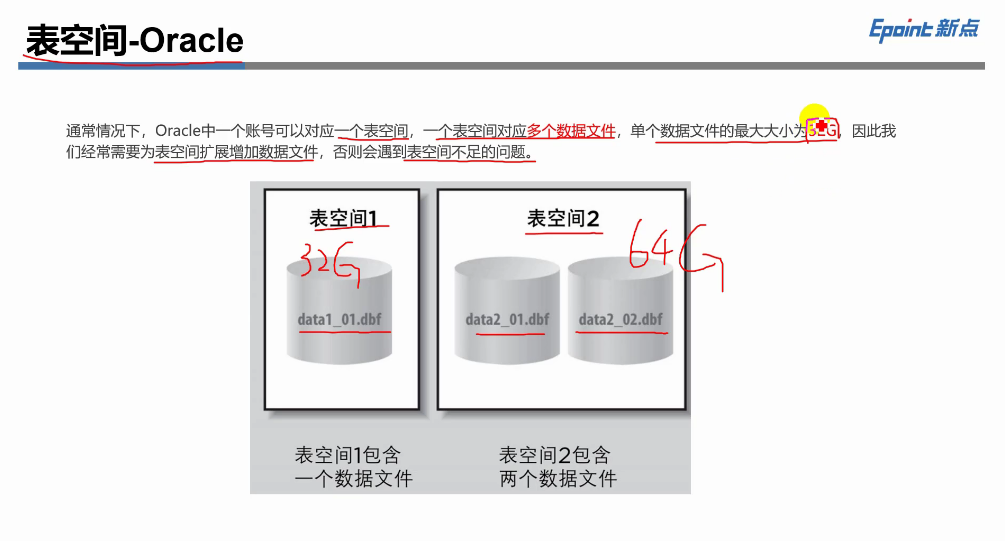 表空间-Oracle
Epoint 新点
通常情况下，Oracle中一个账号可以对应一个表空间，一个表空间对应多个数据文件，单个数据文件的最大大小为32G，因此我
们经常需要为表空间扩展增加数据文件，否则会遇到表空间不足的问题。
表空间1
表空间2
32G
64G
data1_01.dbf
data2_01.dbf
data2_02.dbf
表空间1包含
一个数据文件
表空间2包含
两个数据文件